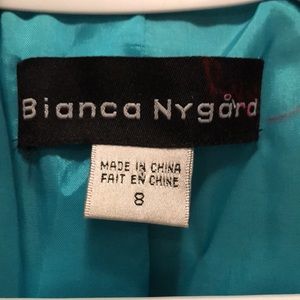 Bianca Nygård
MADE IN CHINA
FAIT EN CHINE
8